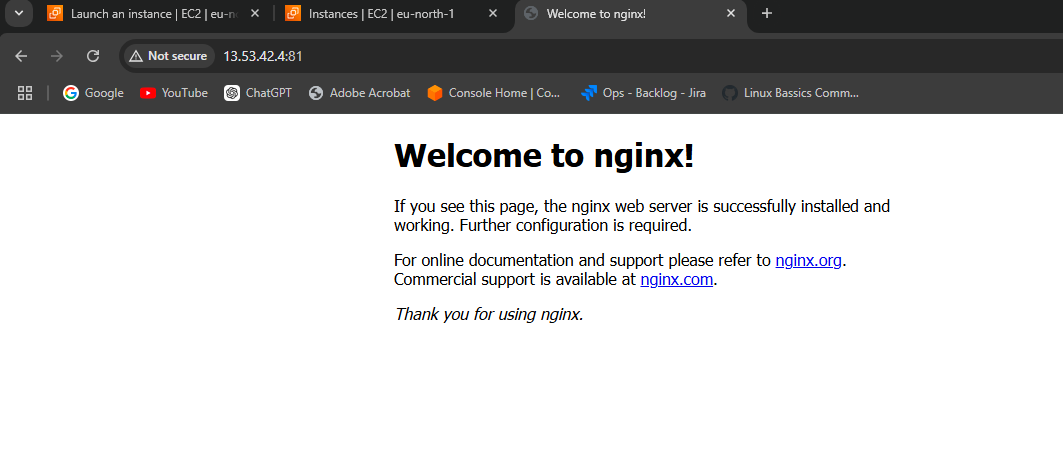 Launch an instance | EC2 | eu-n
Instances | EC2 | eu-north-1
Welcome to nginx!
Not secure
13.53.42.4:81
Google
YouTube
ChatGPT
Adobe Acrobat
Console Home | Co...
Ops - Backlog - Jira
Linux Bassics Comm...
Welcome to nginx!
If you see this page, the nginx web server is successfully installed and
working. Further configuration is required.
For online documentation and support please refer to nginx.org.
Commercial support is available at nginx.com.
Thank you for using nginx.